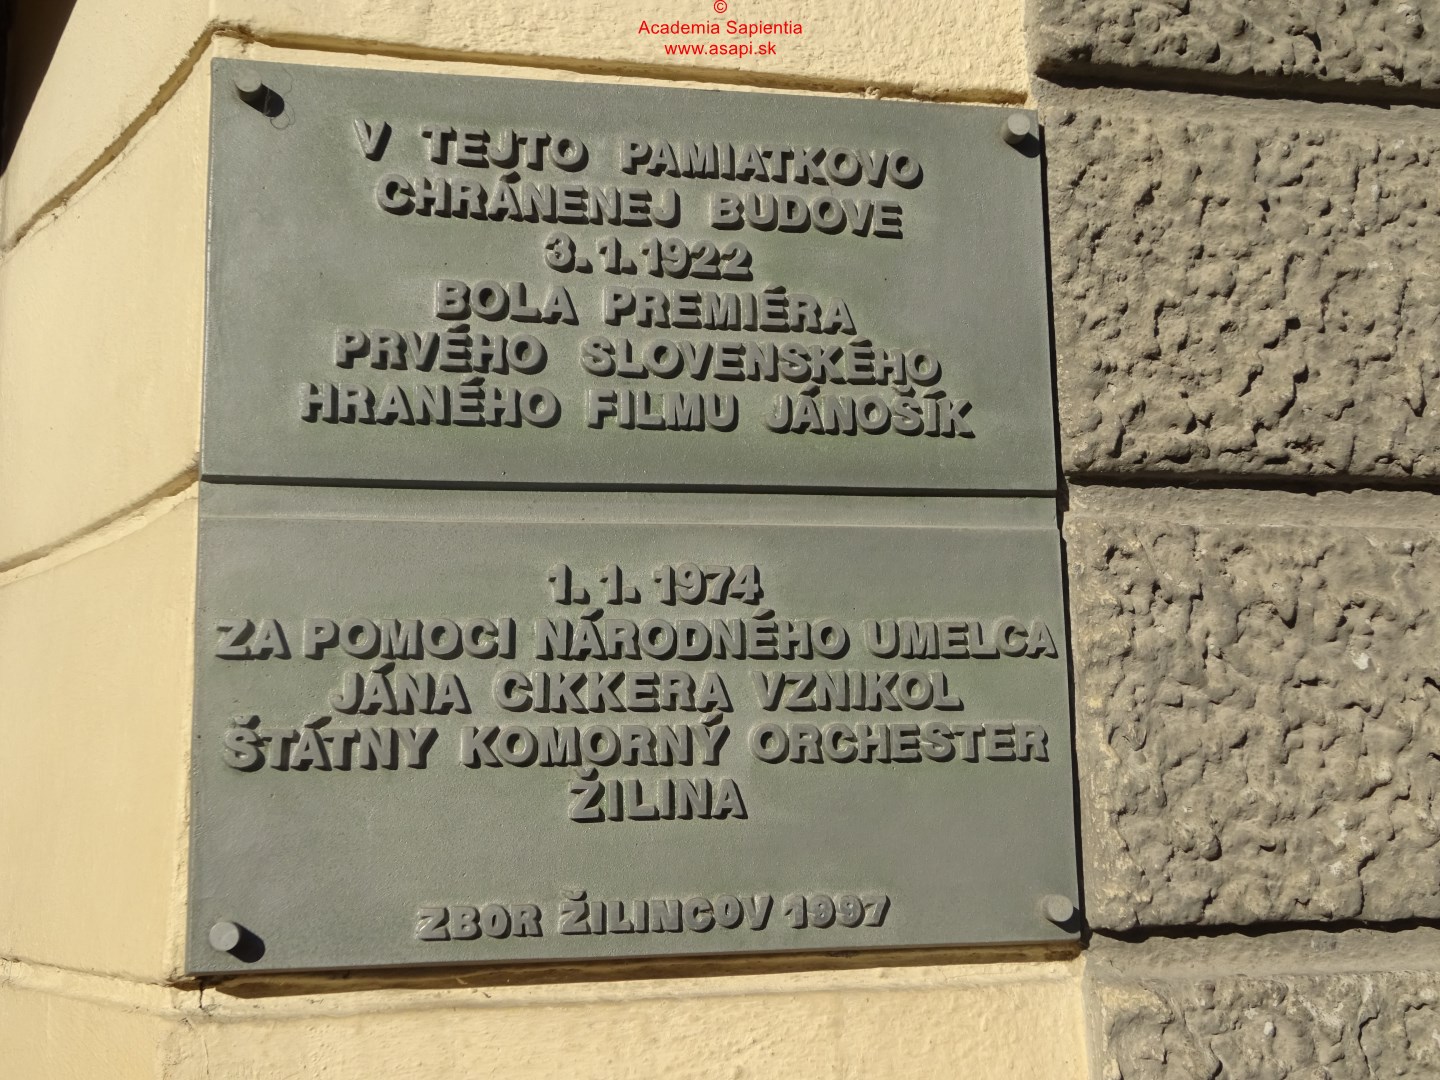 ©
Academia Sapientia
www.asapi.sk
V TEJTO PAMIATKOVO
CHRÁNENEJ BUDOVE
3.1.1922
BOLA PREMIÉRA
PRVÉHO SLOVENSKÉHO
HRANÉHO FILMU JÁNOŠÍK
1.1.1974
ZA POMOCI NÁRODNÉHO UMELCA
JÁNA CIKKERA VZNIKOL
ŠTÁTNY KOMORNÝ ORCHESTER
ŽILINA
ZBOR ŽILINCOV 1997